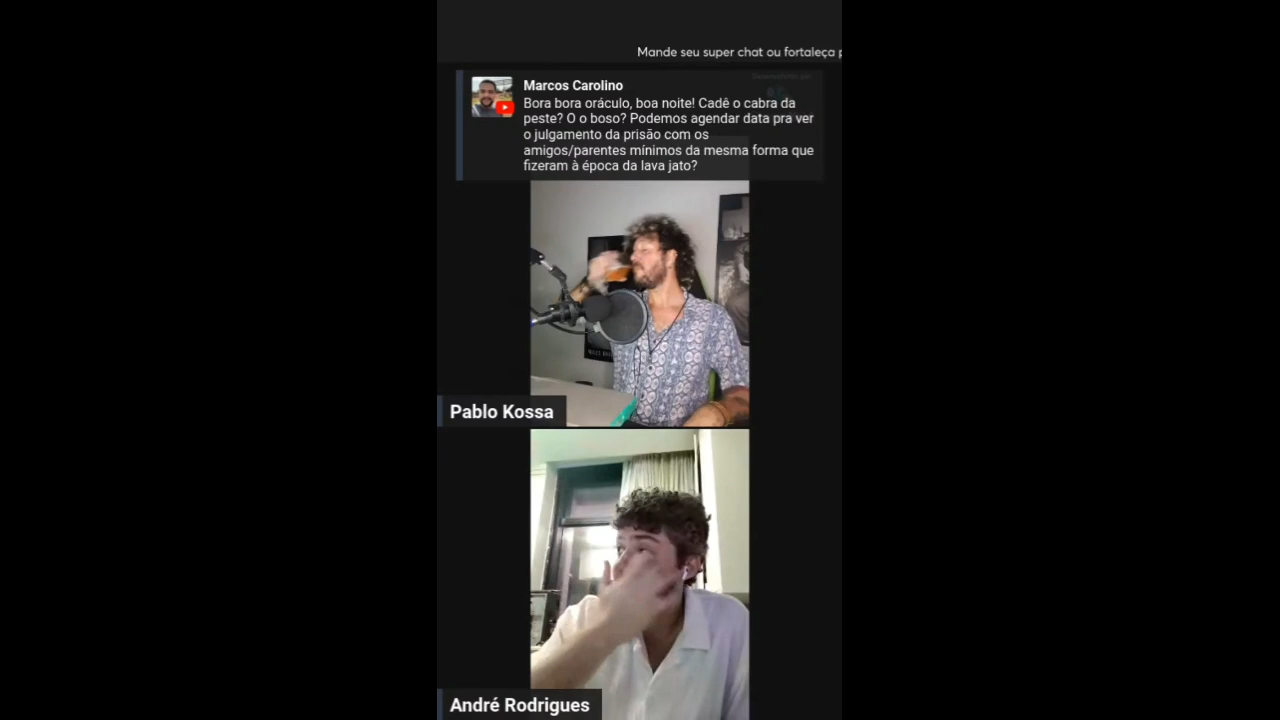 Mande seu super chat ou fortaleça p
Marcos Carolino
Bora bora oráculo, boa noite! Cadê o cabra da
peste? O o boso? Podemos agendar data pra ver
o julgamento da prisão com os
amigos/parentes mínimos da mesma forma que
fizeram à época da lava jato?
Pablo Kossa
André Rodrigues